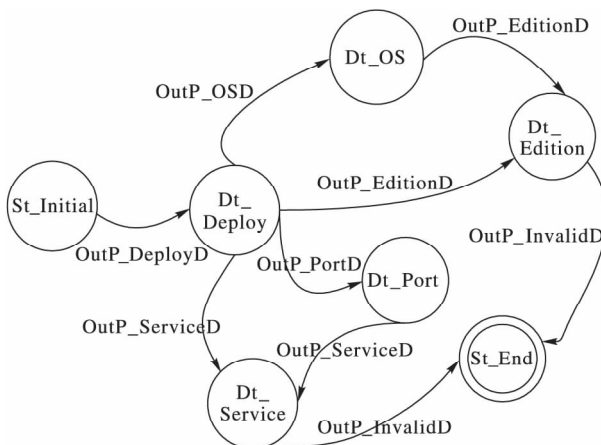 OutP_EditionD
Dt_OS
OutP_OSD
Dt_
Edition
OutP_EditionD
St_Initial
Dt_
Deploy
OutP_InvalidD
OutP_DeployD
OutP_PortD
Dt_Port
OutP_ServiceD
OutP_ServiceD
St_End
Dt_
Service
OutP_InvalidD